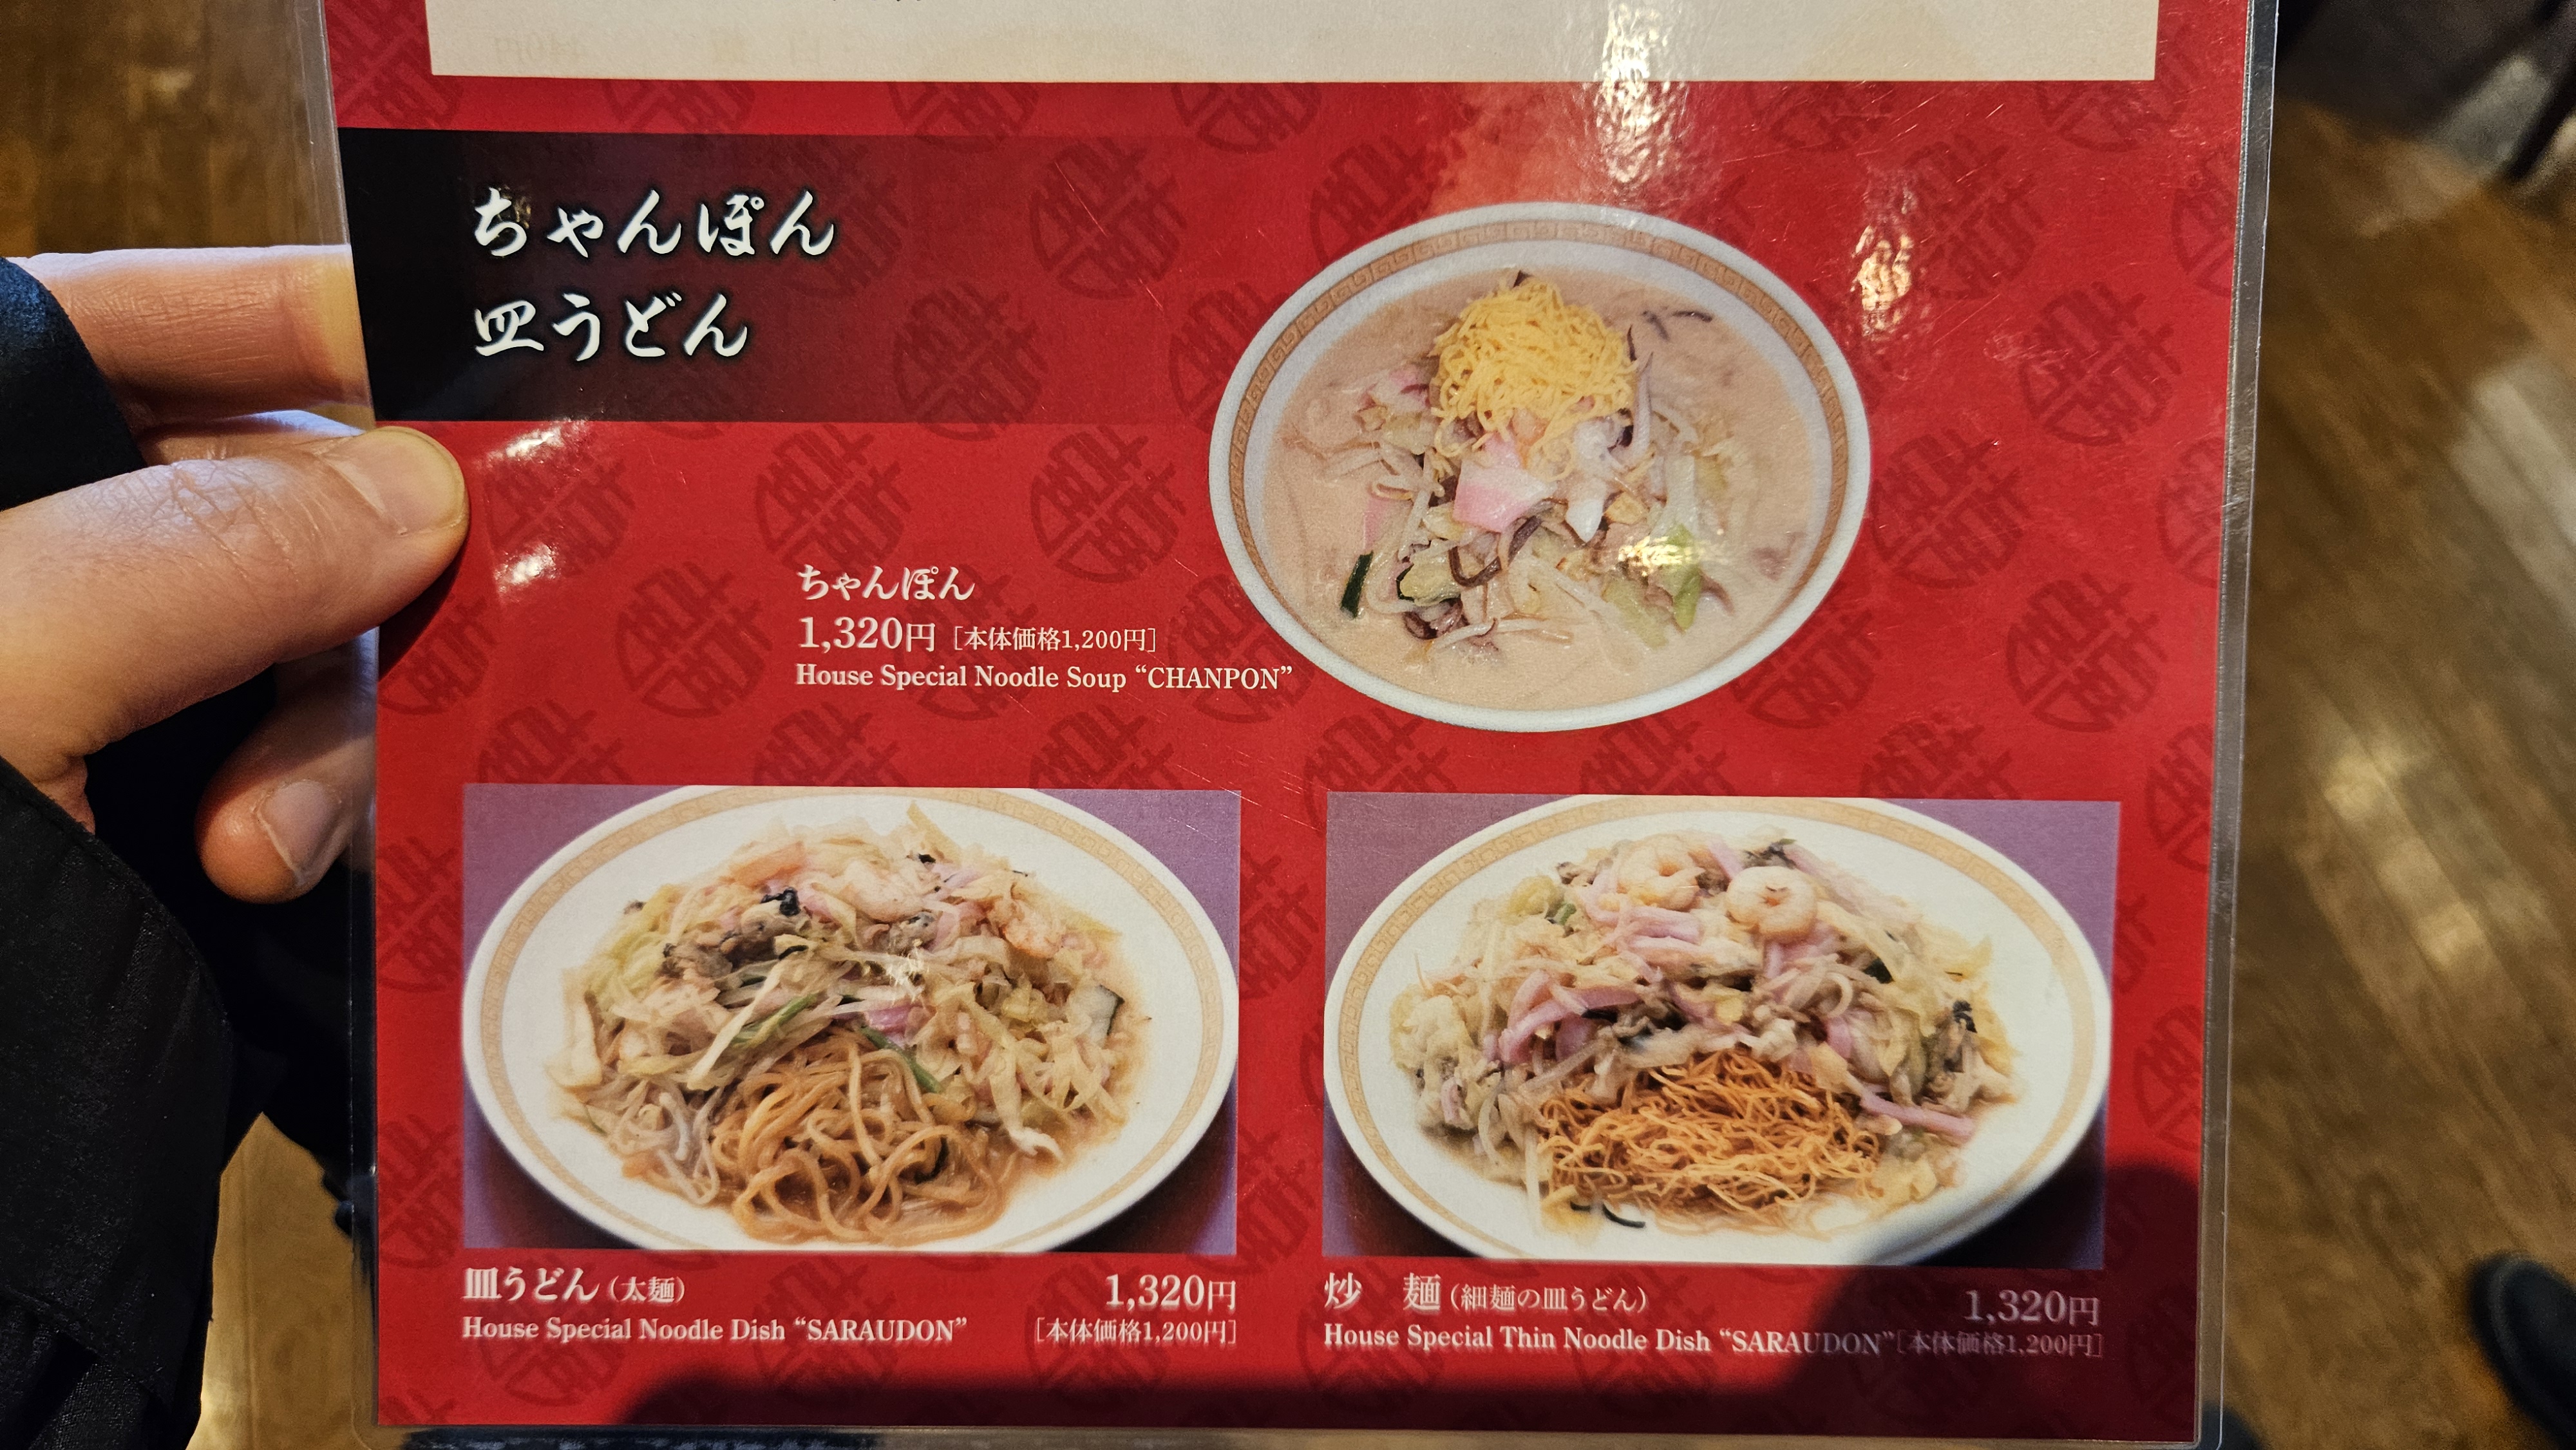 ちゃんぽん
皿うどん
ちゃんぽん
1,320円［本体価格1,200円］
House Special Noodle Soup “CHANPON”
皿うどん（太麺）
1,320円
House Special Noodle Dish “SARAUDON”
［本体価格1,200円］
炒　麺（細麺の皿うどん）
1,320円
House Special Thin Noodle Dish “SARAUDON”［本体価格1,200円］